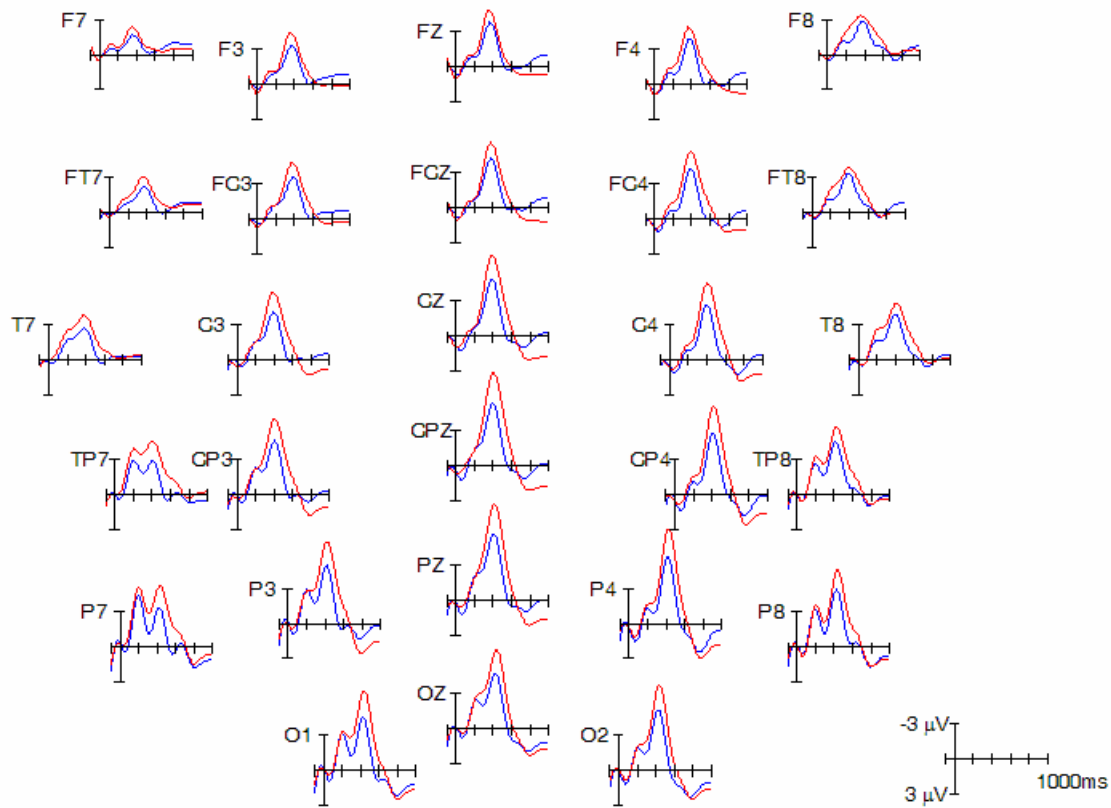 F7
F3
FZ
F4
F8
FT7
FC3
FCZ
FC4
FT8
T7
C3
CZ
C4
T8
TP7
CP3
CPZ
CP4
TP8
P7
P3
PZ
P4
P8
O1
OZ
O2
-3 µV
1000ms
3 µV